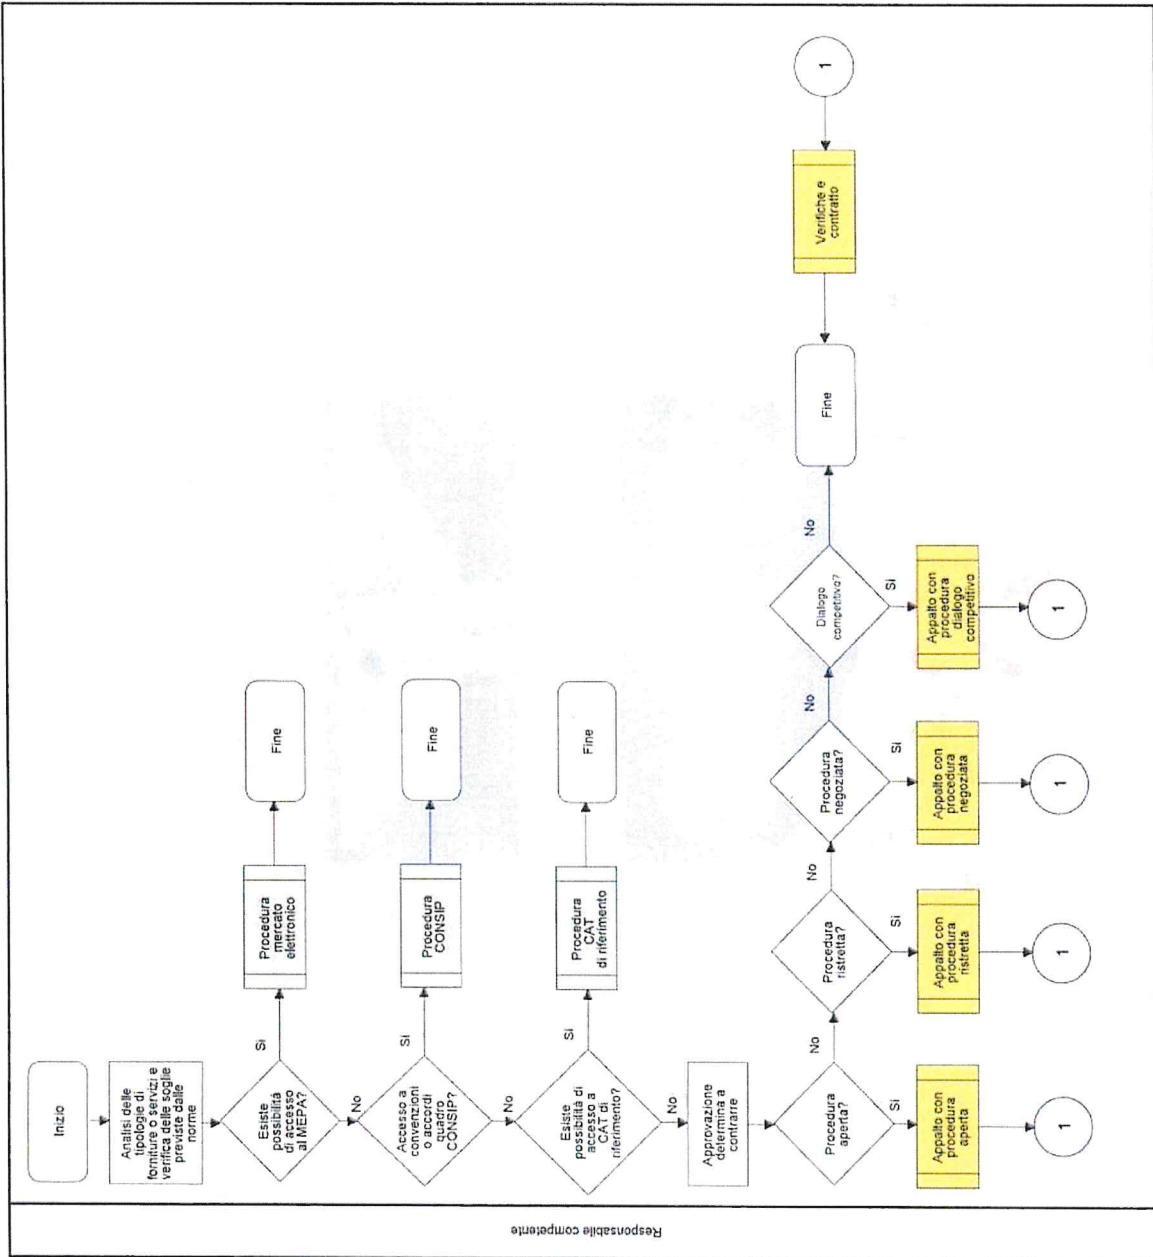 Responsabile competente
Inizio
Analisi delle
tipologie di
forniture o servizi e
verifica delle soglie
previste dalle
norme
Esiste
possibilità
di accesso
al MEPA?
Si
Procedura
mercato
elettronico
Fine
No
Accesso a
convenzioni
o accordi
quadro
CONSIP?
Si
Procedura
CONSIP
Fine
No
Esiste
possibilità di
accesso a
CAT di
riferimento?
Si
Procedura
CAT
di riferimento
Fine
No
Approvazione
determina a
contrarre
Procedura
aperta?
Si
Appalto con
procedura
aperta
1
No
Procedura
ristretta?
Si
Appalto con
procedura
ristretta
1
No
Procedura
negoziata?
Si
Appalto con
procedura
negoziata
1
No
Dialogo
competitivo?
Si
Appalto con
procedura
dialogo
competitivo
1
No
Fine
Verifiche e
contratto
1